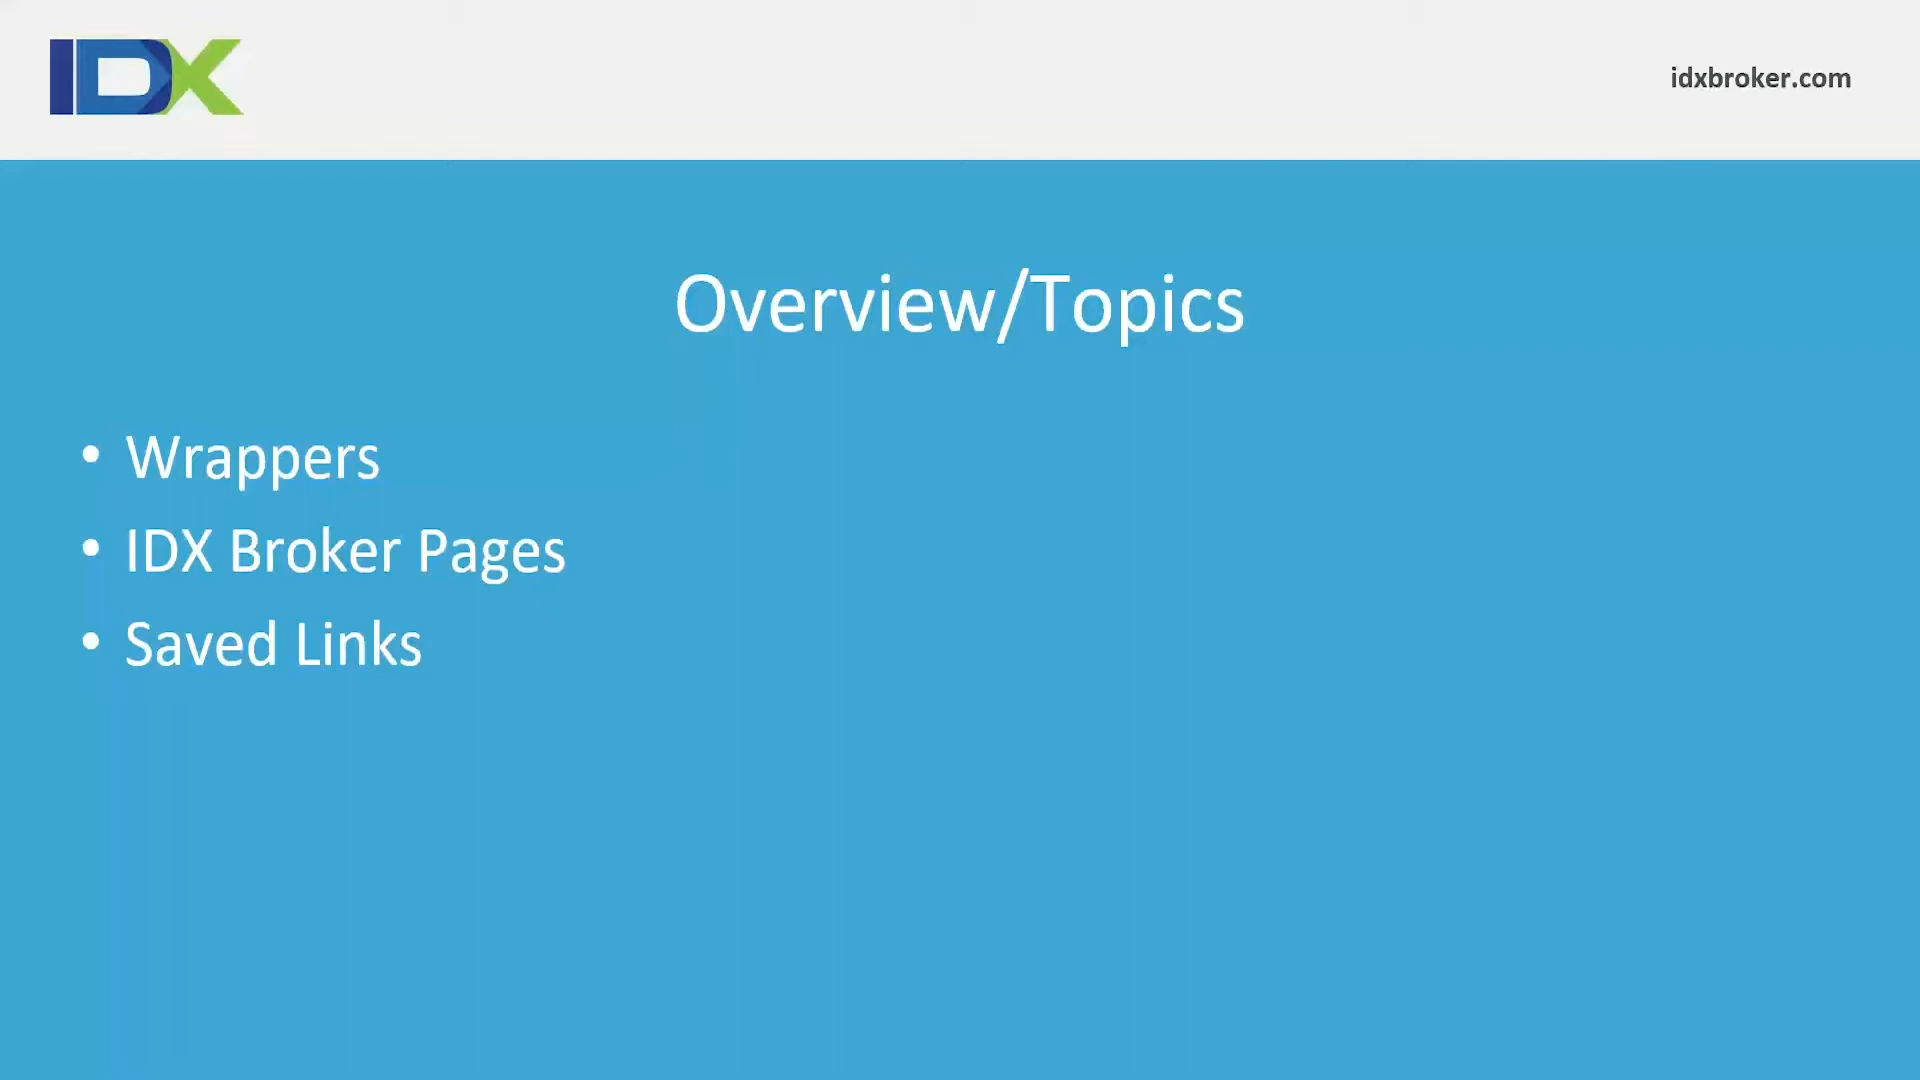 IDX
idxbroker.com
Overview/Topics
• Wrappers
• IDX Broker Pages
• Saved Links